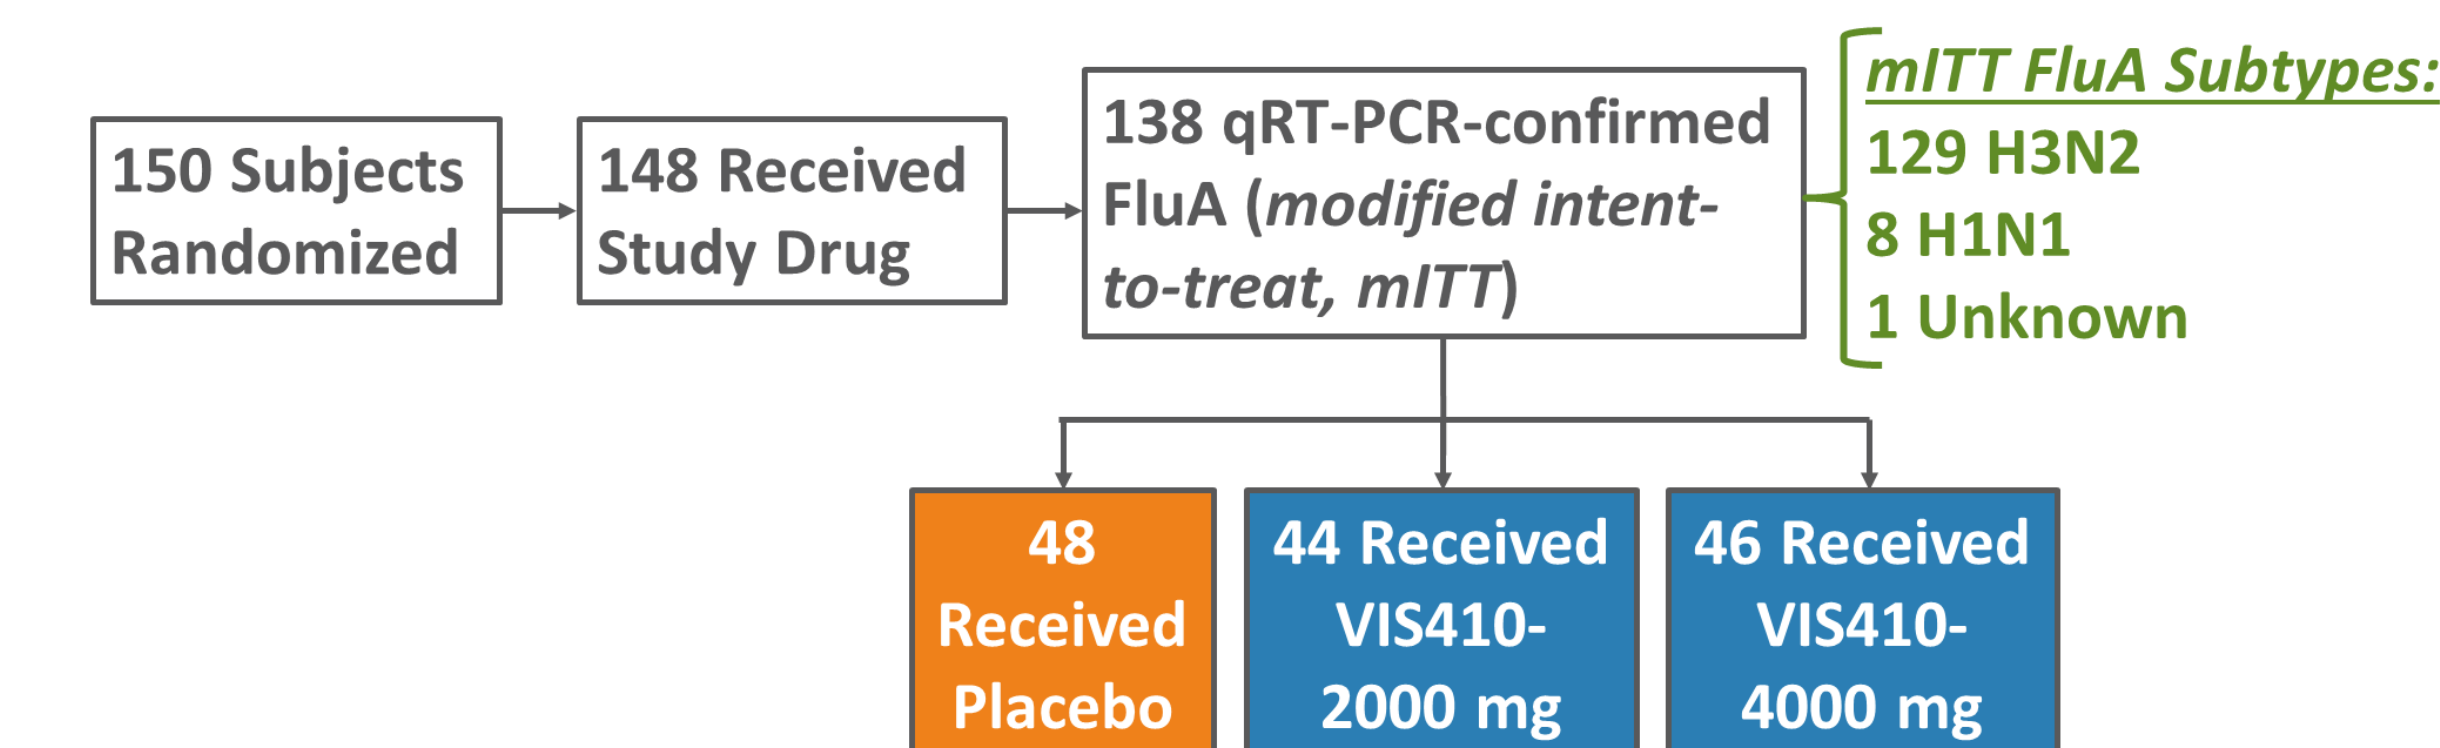 150 Subjects
Randomized
148 Received
Study Drug
138 qRT-PCR-confirmed
FluA (modified intent-
to-treat, mITT)
mITT FluA Subtypes:
129 H3N2
8 H1N1
1 Unknown
48
Received
Placebo
44 Received
VIS410-
2000 mg
46 Received
VIS410-
4000 mg